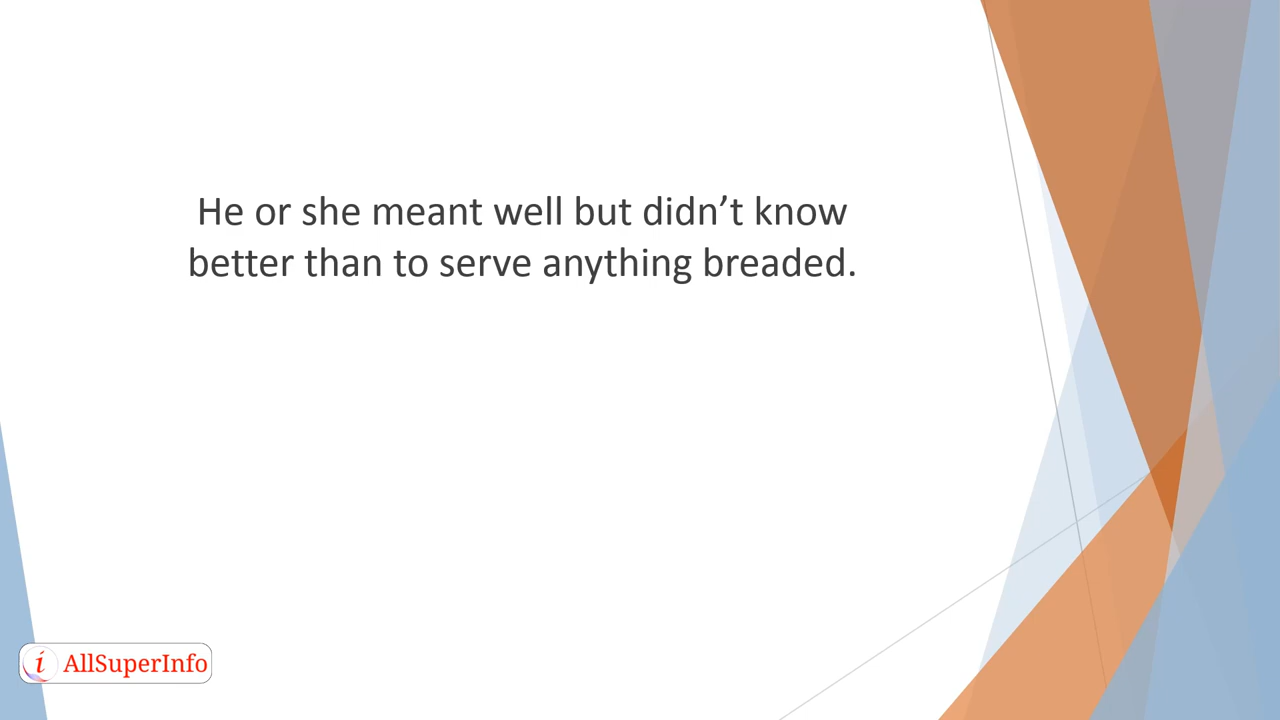 He or she meant well but didn’t know
better than to serve anything breaded.
i AllSuperInfo